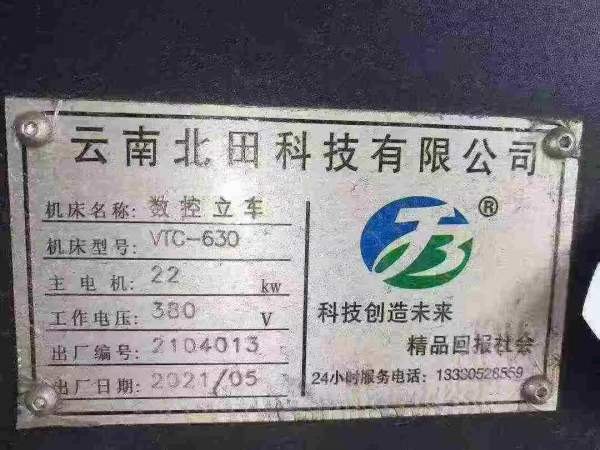 云南北田科技有限公司
机床名称: 数控立车
机床型号: VTC-630
主电机: 22 kw
工作电压: 380 V
出厂编号: 2104013
出厂日期: 2021/05
TB ®
科技创造未来
精品回报社会
24小时服务电话: 13330528559